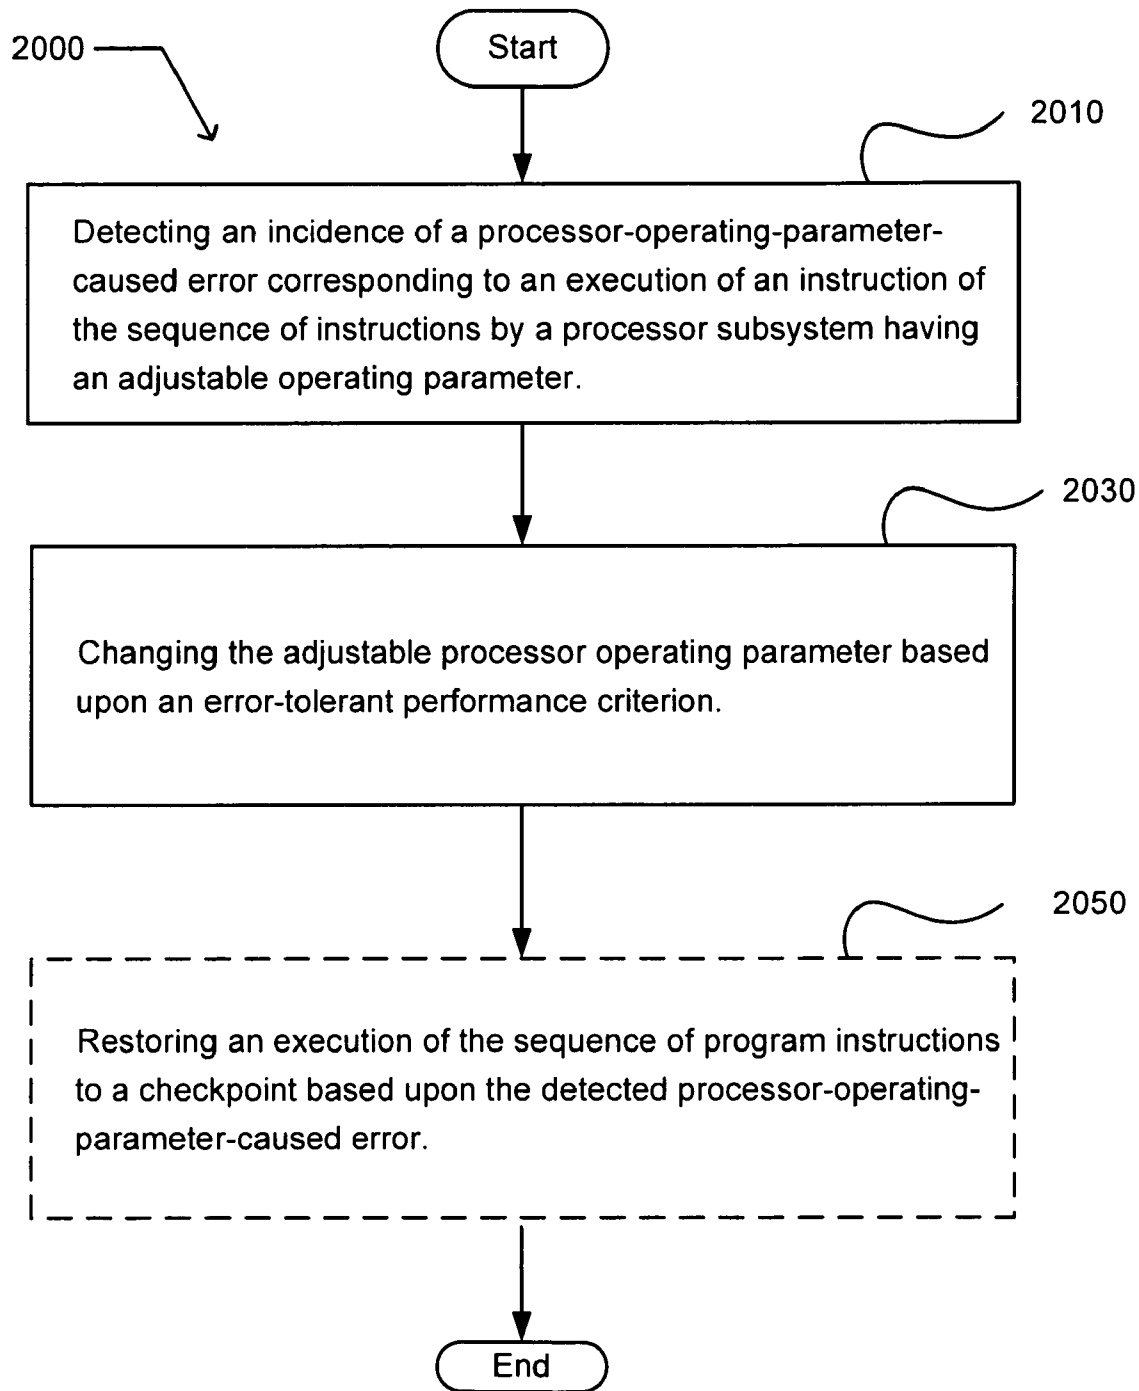 2000
Start
2010
Detecting an incidence of a processor-operating-parameter-
caused error corresponding to an execution of an instruction of
the sequence of instructions by a processor subsystem having
an adjustable operating parameter.
2030
Changing the adjustable processor operating parameter based
upon an error-tolerant performance criterion.
2050
Restoring an execution of the sequence of program instructions
to a checkpoint based upon the detected processor-operating-
parameter-caused error.
End